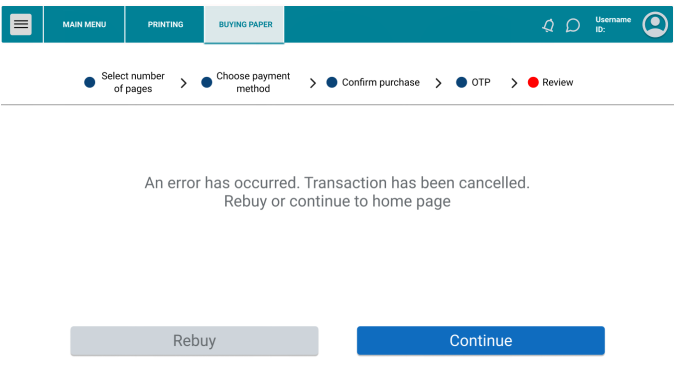 MAIN MENU
PRINTING
BUYING PAPER
Username
ID:
Select number
of pages
Choose payment
method
Confirm purchase
OTP
Review
An error has occurred. Transaction has been cancelled.
Rebuy or continue to home page
Rebuy
Continue